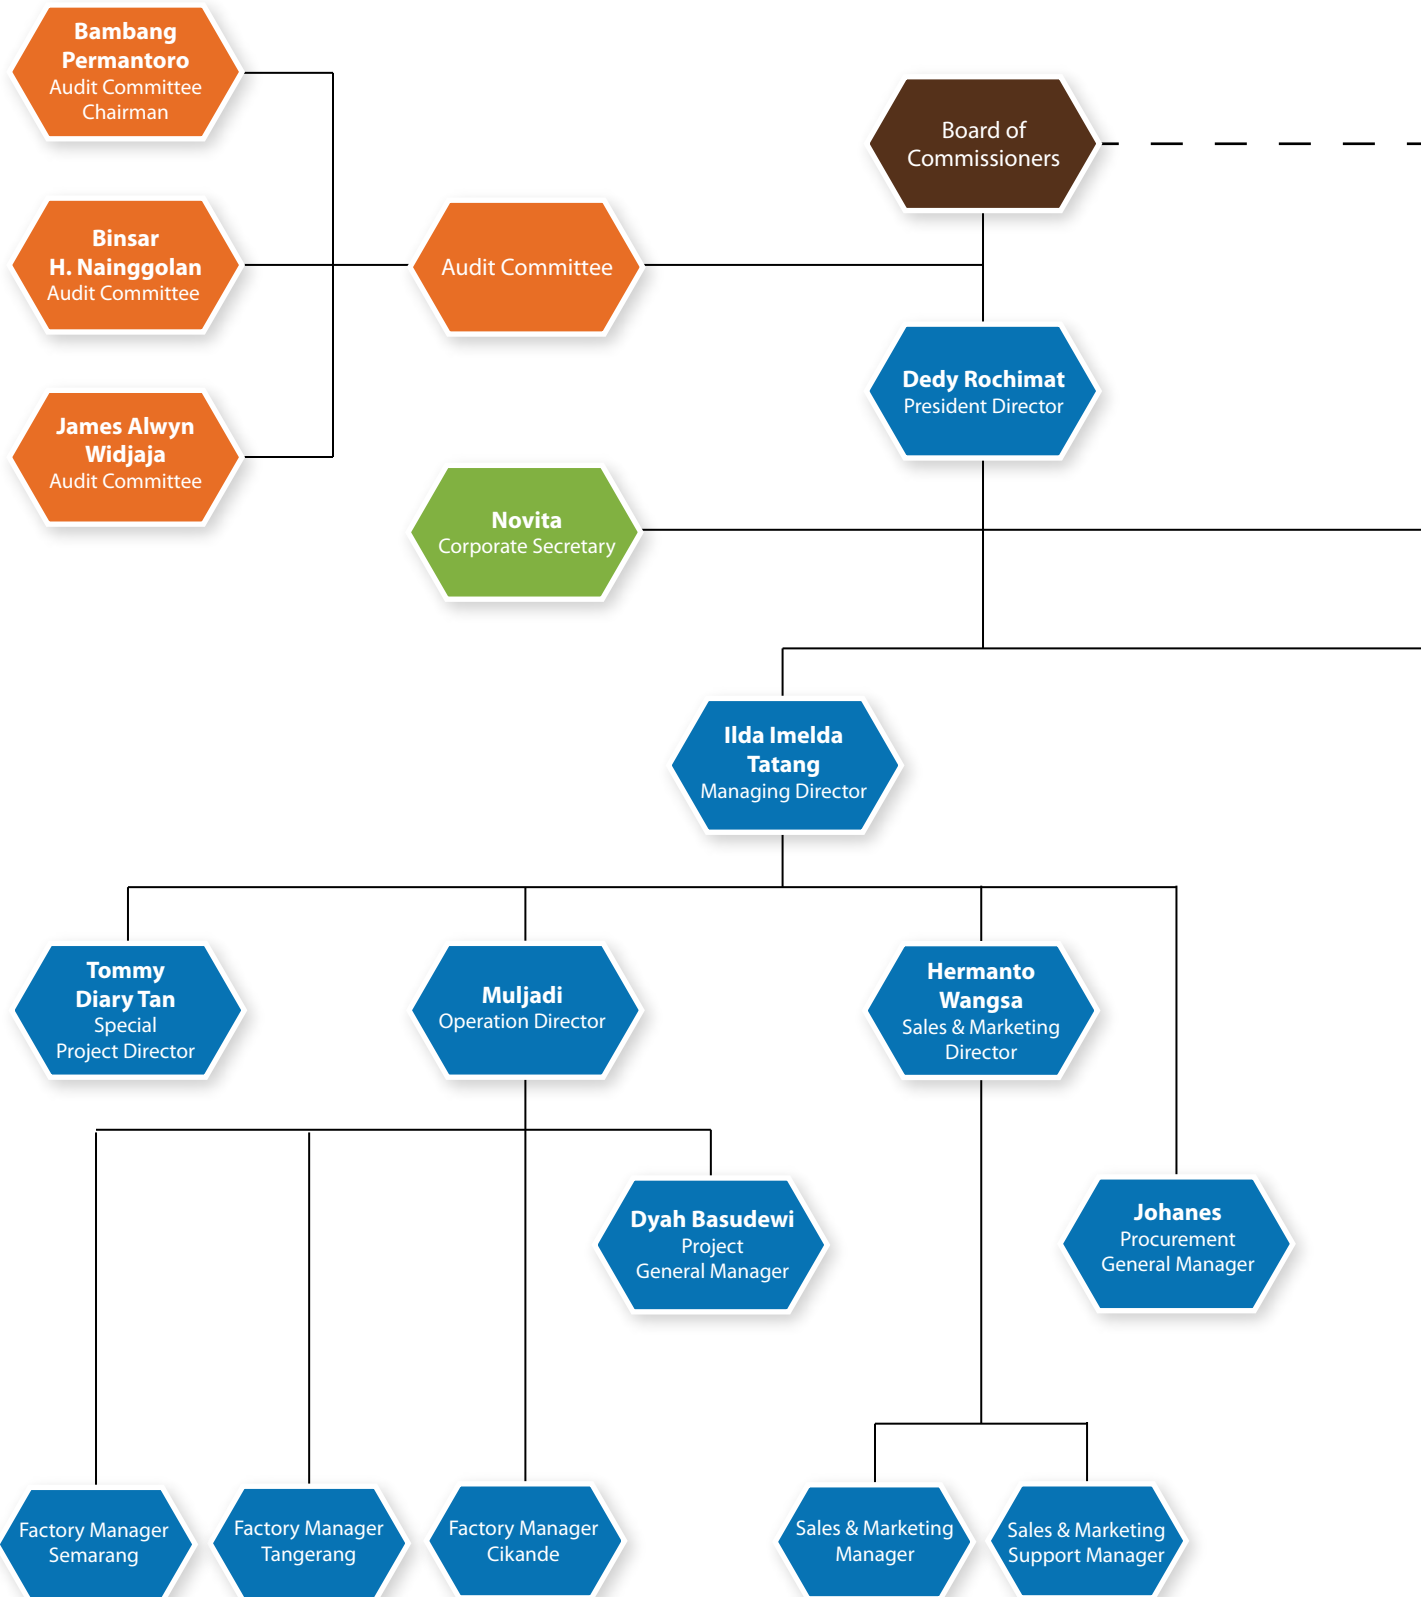 Bambang
Permantoro
Audit Committee
Chairman
Board of
Commissioners
Binsar
H. Nainggolan
Audit Committee
Audit Committee
Dedy Rochimat
President Director
James Alwyn
Widjaja
Audit Committee
Novita
Corporate Secretary
Ilda Imelda
Tatang
Managing Director
Tommy
Diary Tan
Special
Project Director
Muljadi
Operation Director
Hermanto
Wangsa
Sales & Marketing
Director
Dyah Basudewi
Project
General Manager
Johanes
Procurement
General Manager
Factory Manager
Semarang
Factory Manager
Tangerang
Factory Manager
Cikande
Sales & Marketing
Manager
Sales & Marketing
Support Manager